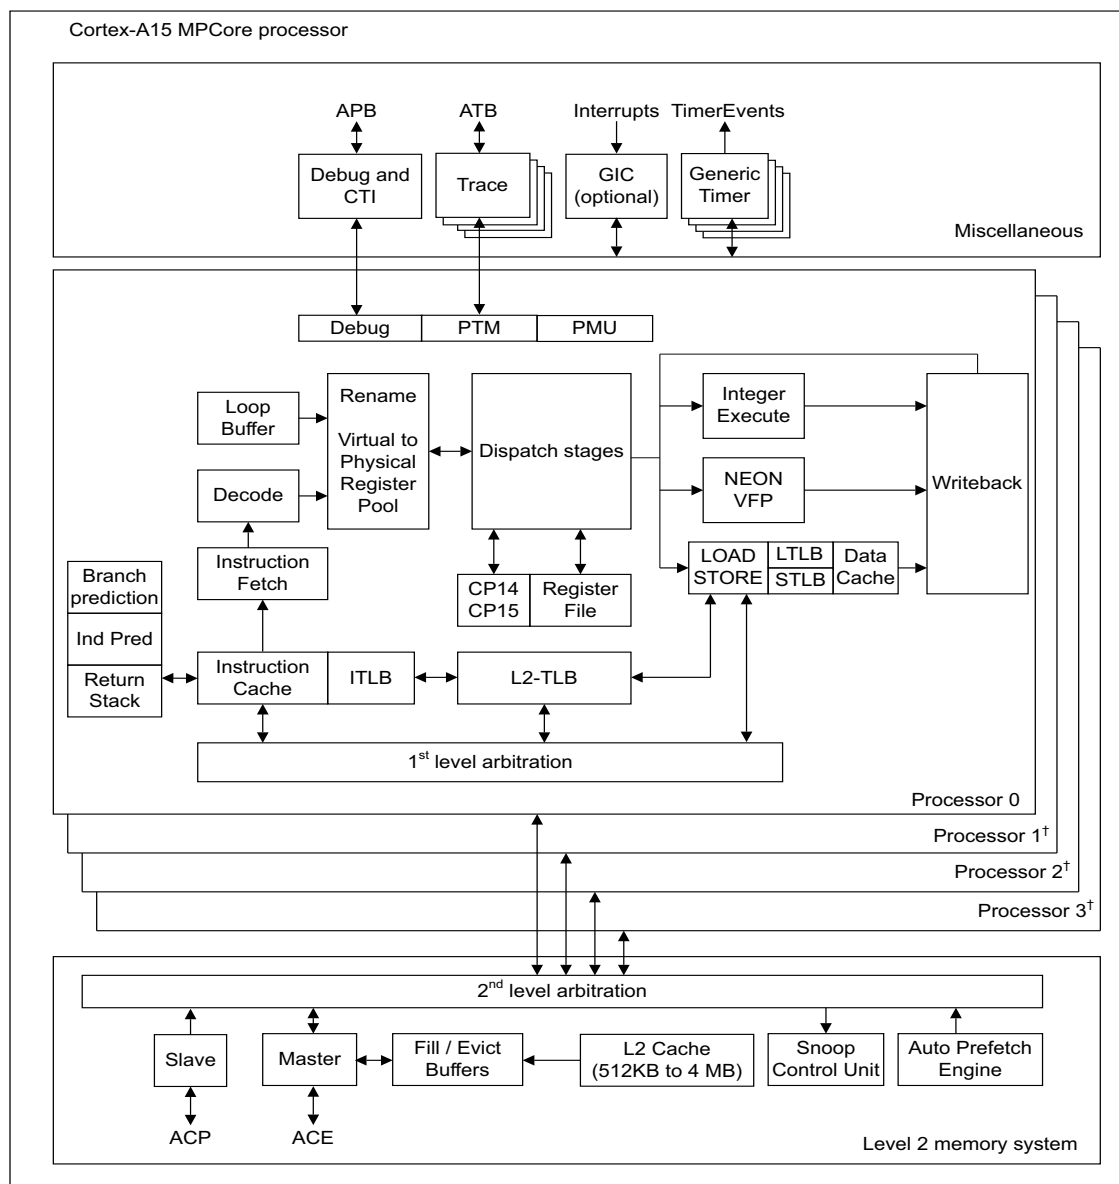 Cortex-A15 MPCore processor
APB
ATB
Interrupts
TimerEvents
Debug and
CTI
Trace
GIC
(optional)
Generic
Timer
Miscellaneous
Debug
PTM
PMU
Loop
Buffer
Rename
Virtual to
Physical
Register
Pool
Dispatch stages
Integer
Execute
Writeback
Decode
NEON
VFP
Instruction
Fetch
LOAD
STORE
LTLB
STLB
Data
Cache
Branch
prediction
Ind Pred
Return
Stack
CP14
CP15
Register
File
Instruction
Cache
ITLB
L2-TLB
1st level arbitration
Processor 0
Processor 1†
Processor 2†
Processor 3†
2nd level arbitration
Slave
Master
Fill / Evict
Buffers
L2 Cache
(512KB to 4 MB)
Snoop
Control Unit
Auto Prefetch
Engine
ACP
ACE
Level 2 memory system